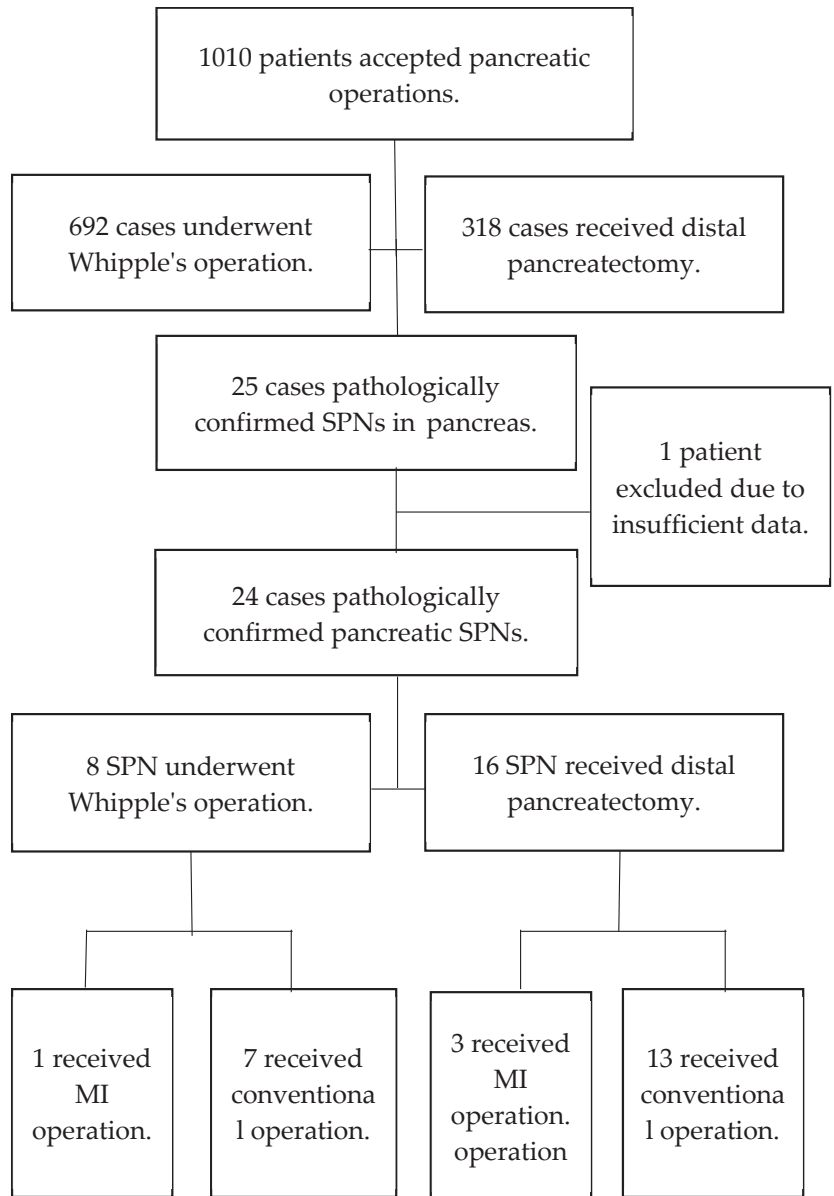 1010 patients accepted pancreatic
operations.
692 cases underwent
Whipple's operation.
318 cases received distal
pancreatectomy.
25 cases pathologically
confirmed SPNs in pancreas.
1 patient
excluded due to
insufficient data.
24 cases pathologically
confirmed pancreatic SPNs.
8 SPN underwent
Whipple's operation.
16 SPN received distal
pancreatectomy.
1 received
MI
operation.
7 received
conventiona
l operation.
3 received
MI
operation.
operation
13 received
conventiona
l operation.